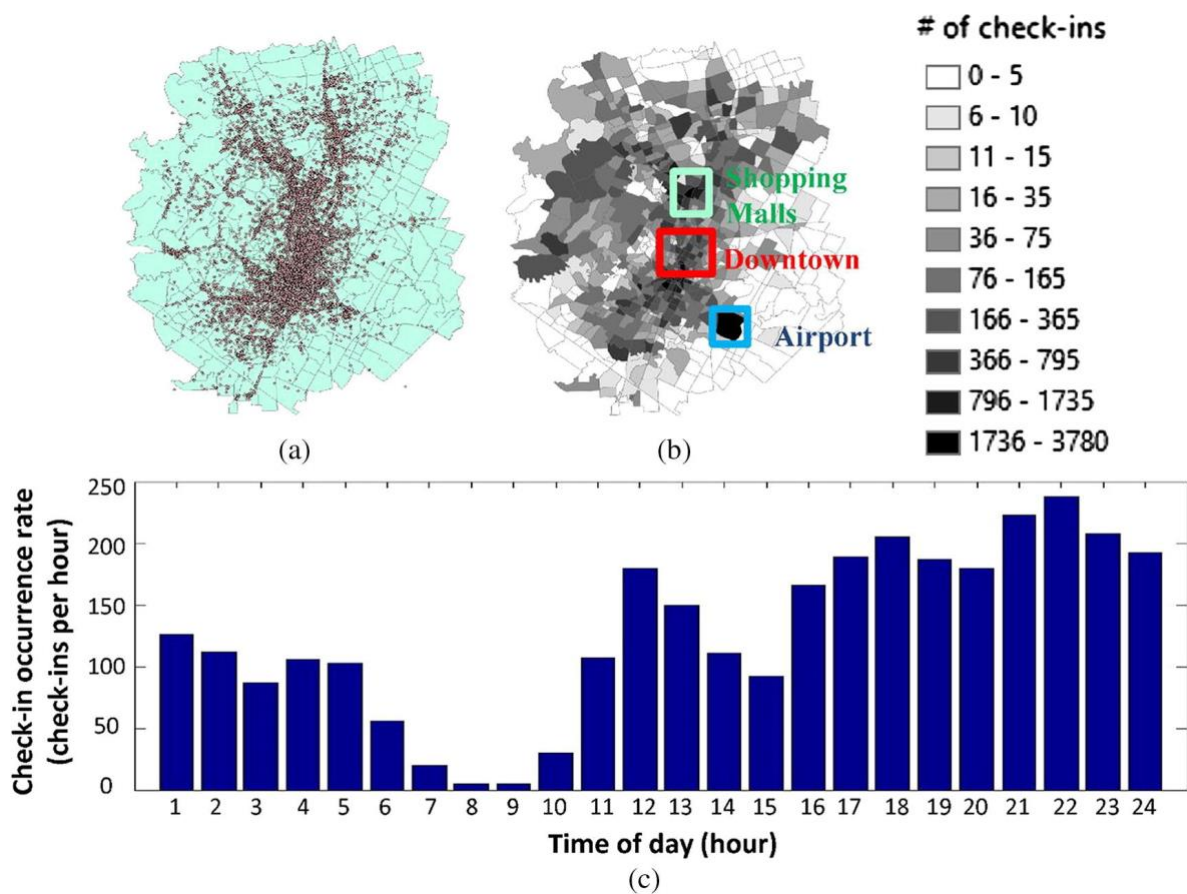 # of check-ins
0 - 5
6 - 10
11 - 15
16 - 35
36 - 75
76 - 165
166 - 365
366 - 795
796 - 1735
1736 - 3780
Shopping
Malls
Downtown
Airport
(a)
(b)
Check-in occurrence rate
(check-ins per hour)
250
200
150
100
50
0
1 2 3 4 5 6 7 8 9 10 11 12 13 14 15 16 17 18 19 20 21 22 23 24
Time of day (hour)
(c)